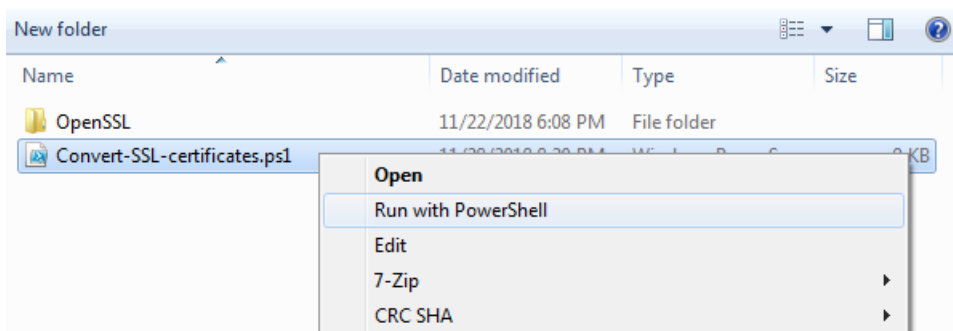 New folder
Name Date modified Type Size
OpenSSL 11/22/2018 6:08 PM File folder
Convert-SSL-certificates.ps1 KB
Open
Run with PowerShell
Edit
7-Zip
CRC SHA